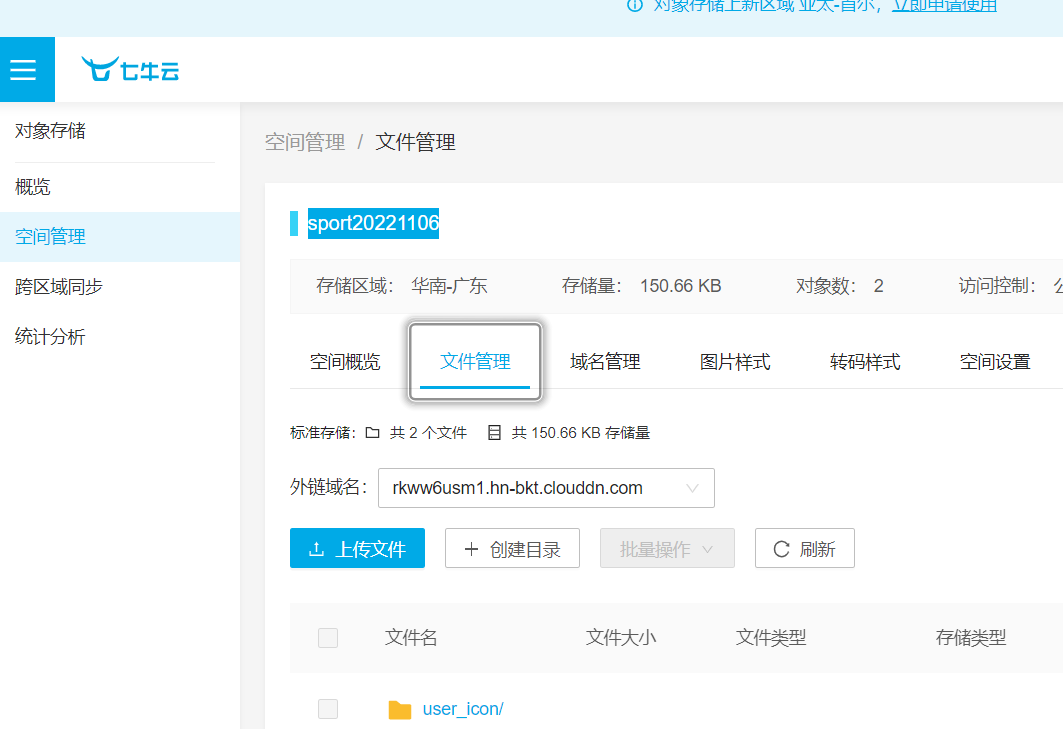 对象存储上新区域 亚太-首尔，立即申请使用
七牛云
对象存储
概览
空间管理
跨区域同步
统计分析
空间管理 / 文件管理
sport20221106
存储区域： 华南-广东 存储量： 150.66 KB 对象数： 2 访问控制：
空间概览 文件管理 域名管理 图片样式 转码样式 空间设置
标准存储： 共 2 个文件 共 150.66 KB 存储量
外链域名： rkww6usm1.hn-bkt.clouddn.com
上传文件 创建目录 批量操作 刷新
文件名 文件大小 文件类型 存储类型
user_icon/